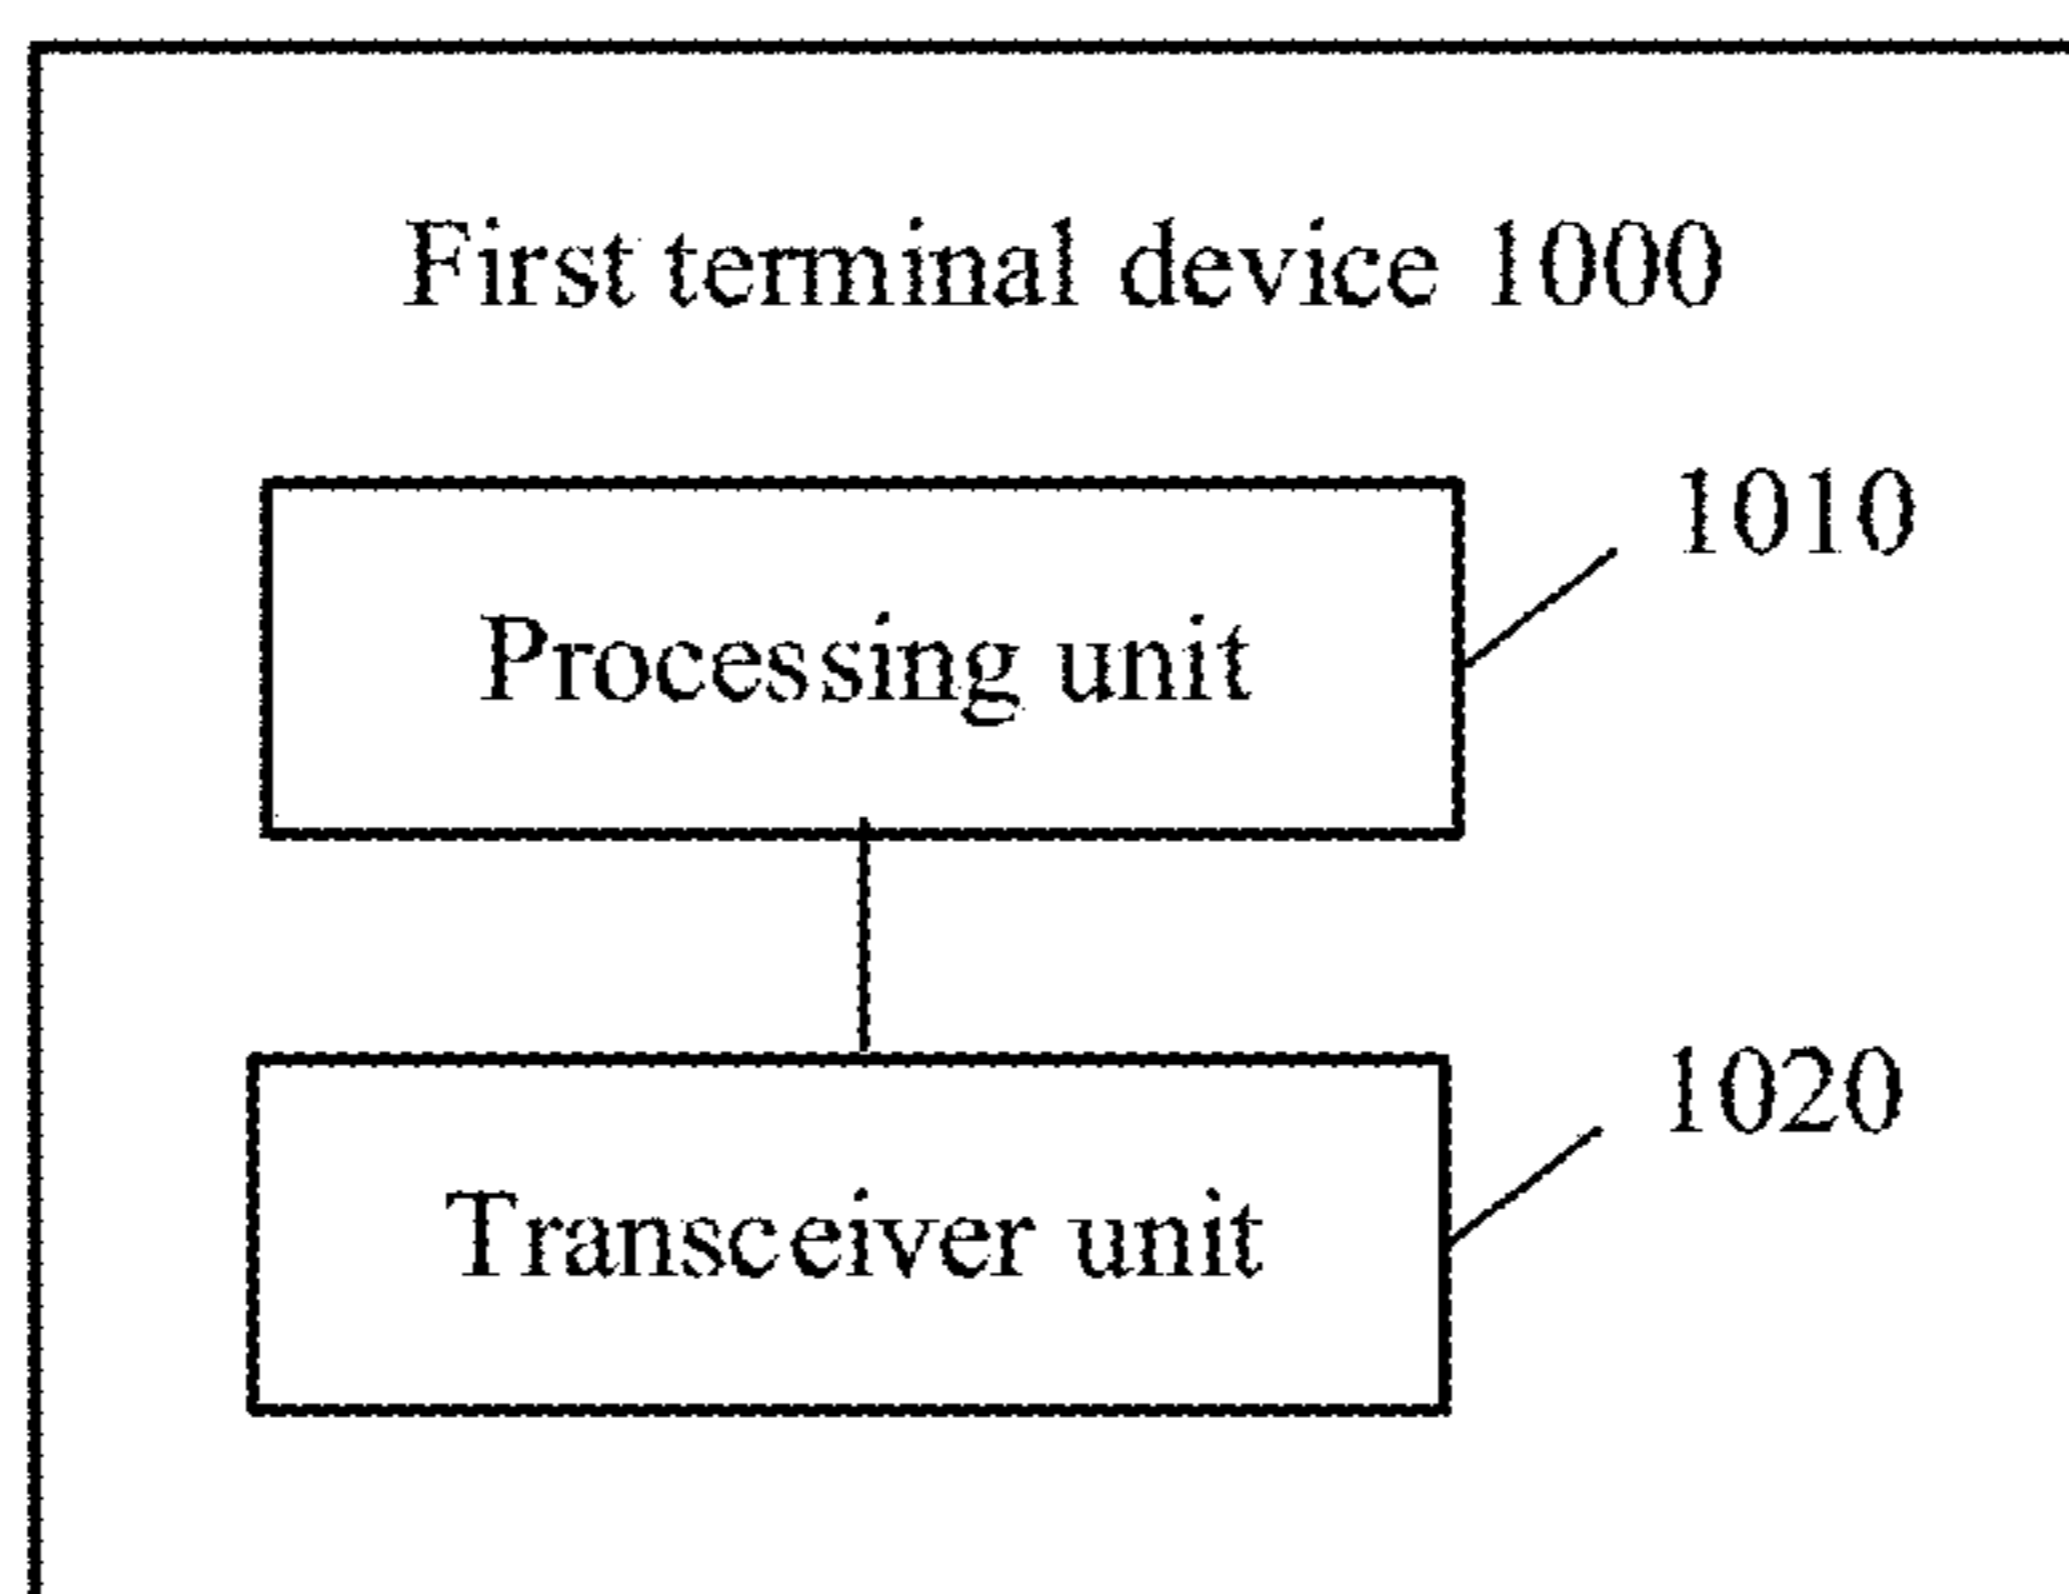 First terminal device 1000
1010
Processing unit
1020
Transceiver unit